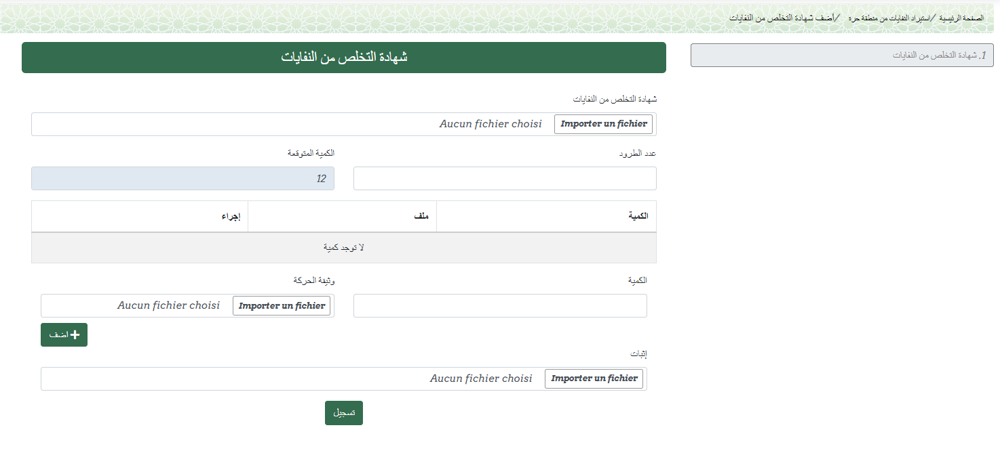 الصفحة الرئيسية /استيراد النفايات من منطقة حرة /أضف شهادة التخلص من النفايات
1. شهادة التخلص من النفايات
شهادة التخلص من النفايات
شهادة التخلص من النفايات
Importer un fichier Aucun fichier choisi
عدد الطرود الكمية المتوقعة
12
الكمية ملف إجراء
لا توجد كمية
الكمية وثيقة الحركة
Importer un fichier Aucun fichier choisi
اضف
إثبات
Importer un fichier Aucun fichier choisi
تسجيل